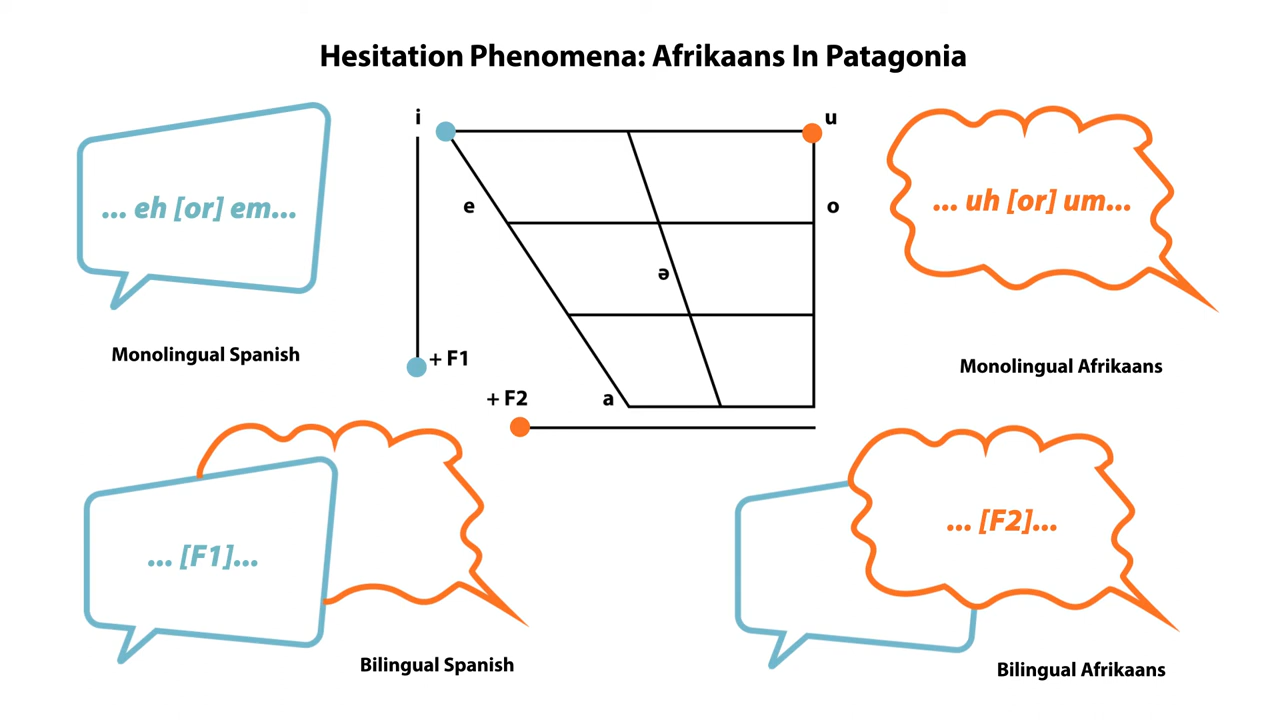 Hesitation Phenomena: Afrikaans In Patagonia
i
u
... eh [or] em...
e
o
... uh [or] um...
ə
Monolingual Spanish
+ F1
Monolingual Afrikaans
+ F2
a
... [F1]...
... [F2]...
Bilingual Spanish
Bilingual Afrikaans